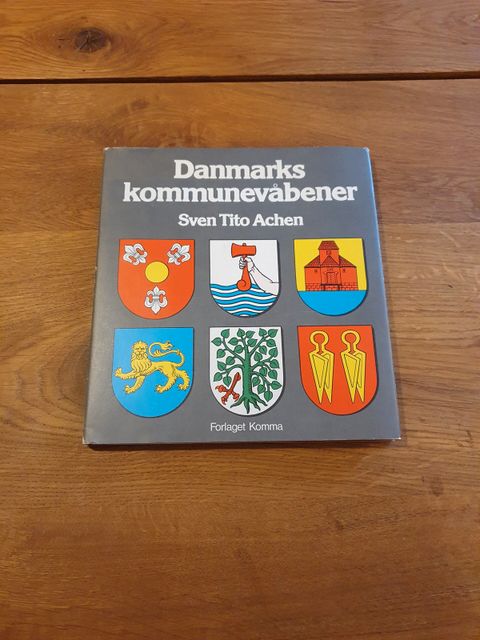 Danmarks
kommunevåbener
Sven Tito Achen
Forlaget Komma